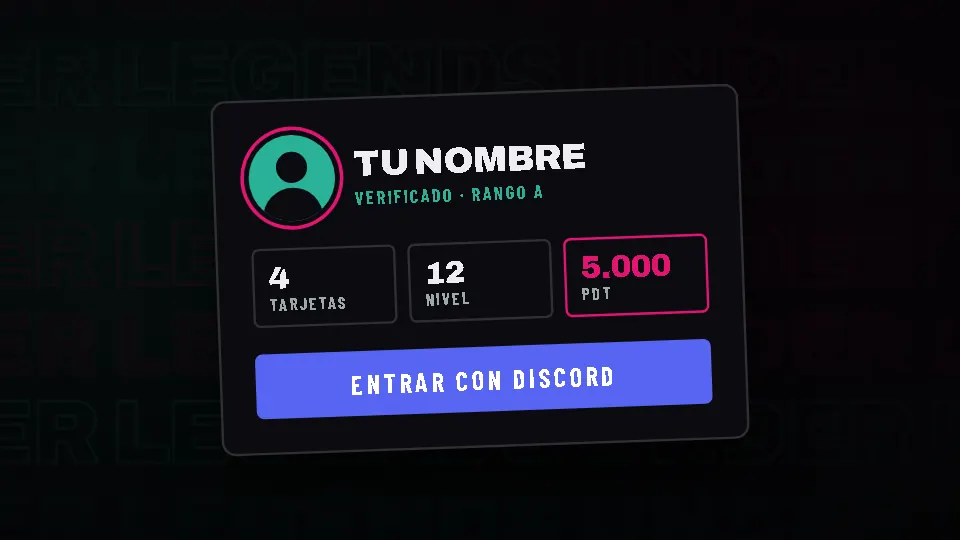 TU NOMBRE
VERIFICADO · RANGO A
4
TARJETAS
12
NIVEL
5.000
PDT
ENTRAR CON DISCORD